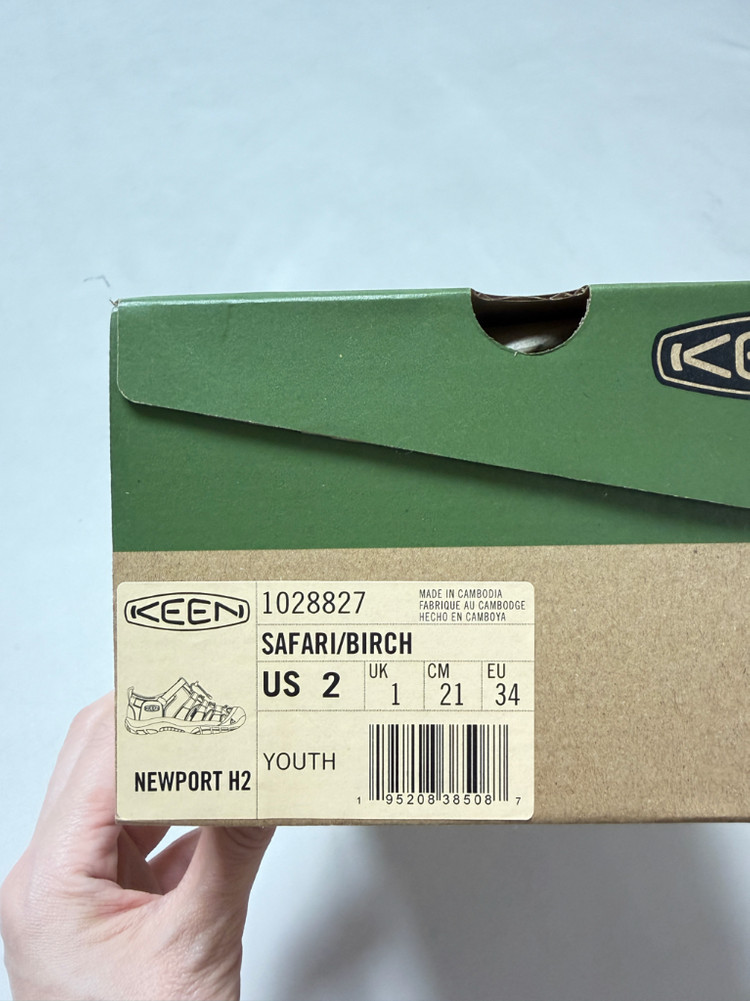 KEEN
1028827
MADE IN CAMBODIA
FABRIQUE AU CAMBODGE
HECHO EN CAMBOYA
SAFARI/BIRCH
US 2
UK 1
CM 21
EU 34
NEWPORT H2
YOUTH
1 95208 38508 7
KE